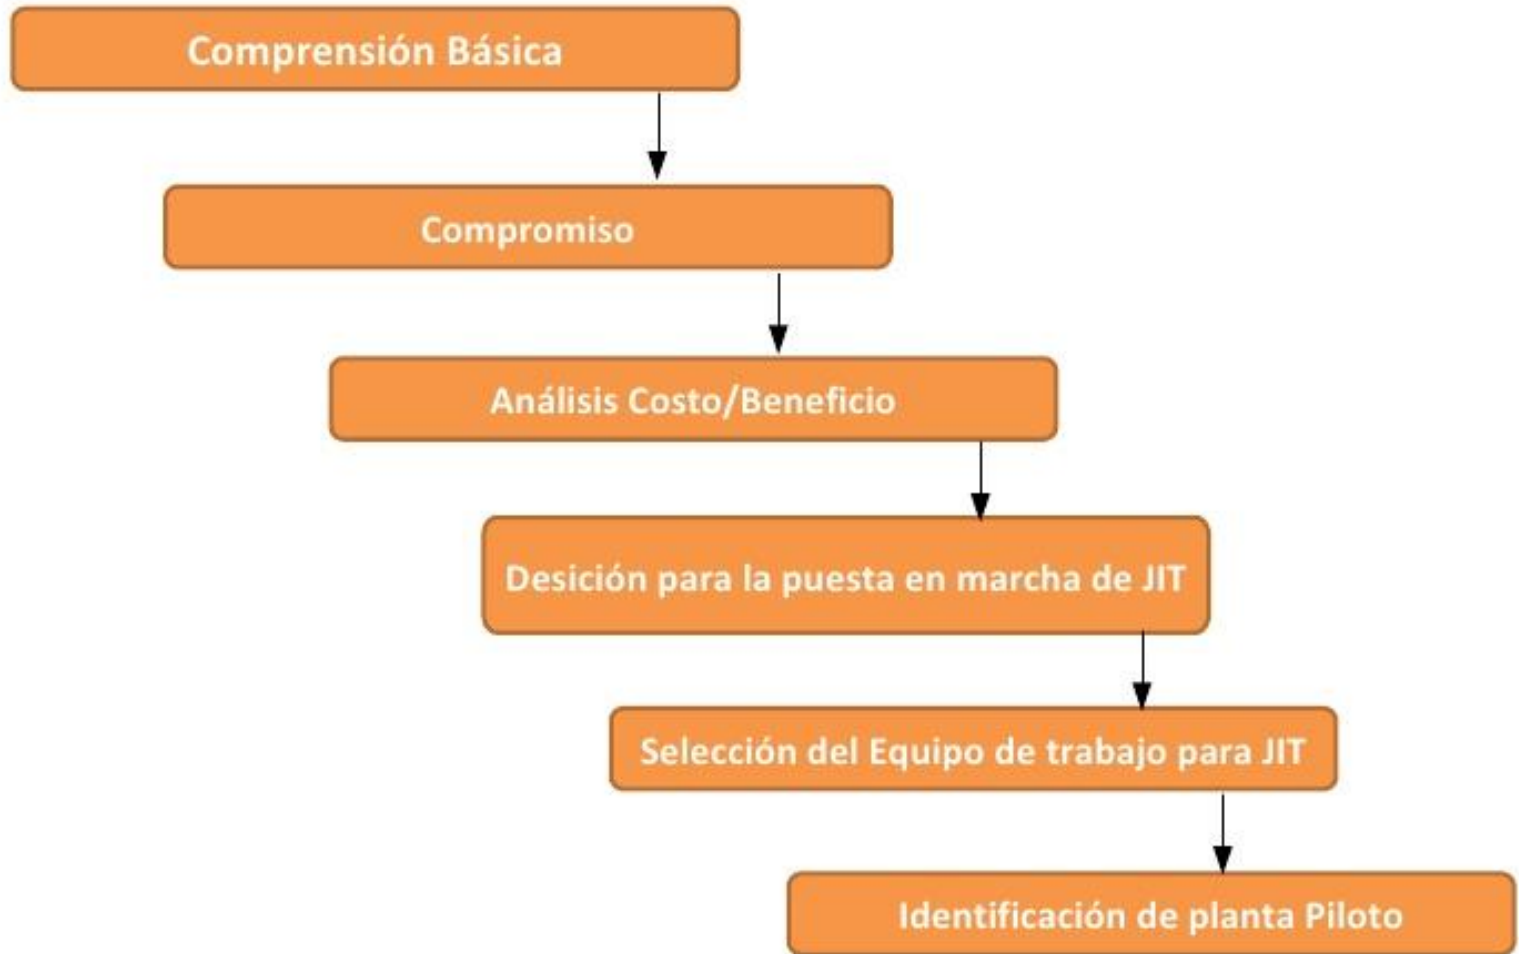 Comprensión Básica
Compromiso
Análisis Costo/Beneficio
Desición para la puesta en marcha de JIT
Selección del Equipo de trabajo para JIT
Identificación de planta Piloto